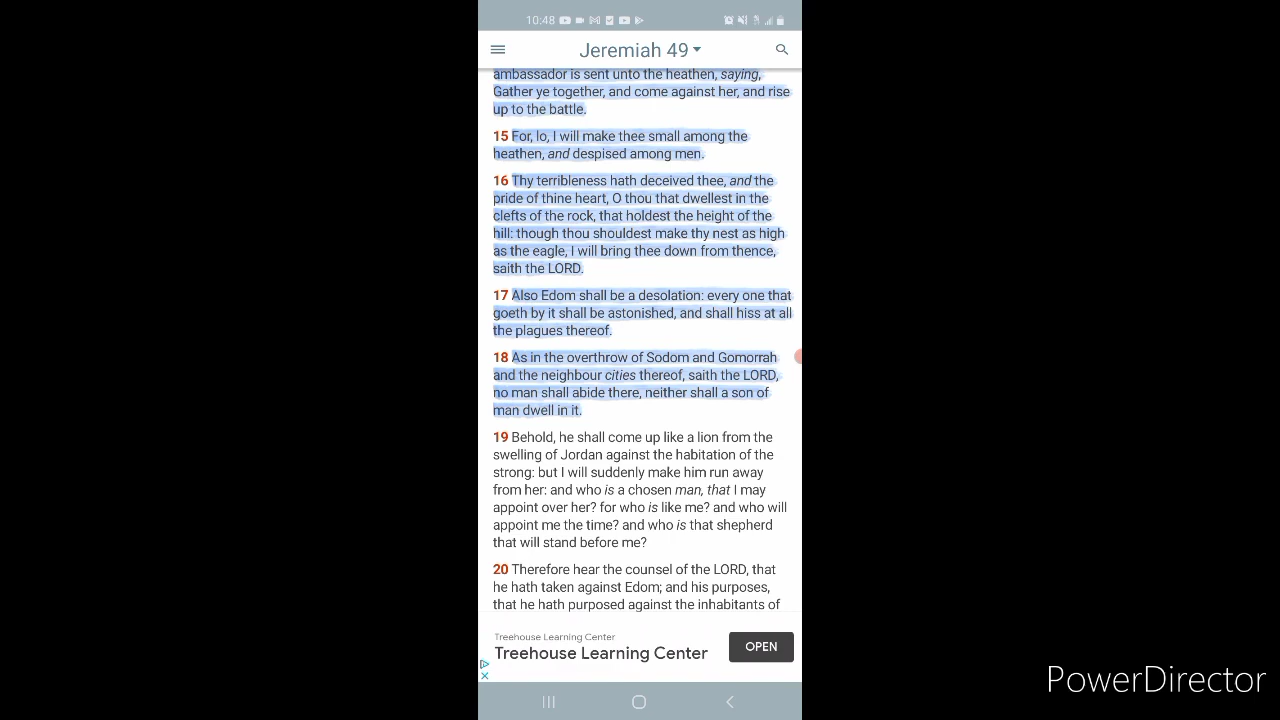 10:48
Jeremiah 49
ambassador is sent unto the heathen, saying,
Gather ye together, and come against her, and rise
up to the battle.
15 For, lo, I will make thee small among the
heathen, and despised among men.
16 Thy terribleness hath deceived thee, and the
pride of thine heart, O thou that dwellest in the
clefts of the rock, that holdest the height of the
hill: though thou shouldest make thy nest as high
as the eagle, I will bring thee down from thence,
saith the LORD.
17 Also Edom shall be a desolation: every one that
goeth by it shall be astonished, and shall hiss at all
the plagues thereof.
18 As in the overthrow of Sodom and Gomorrah
and the neighbour cities thereof, saith the LORD,
no man shall abide there, neither shall a son of
man dwell in it.
19 Behold, he shall come up like a lion from the
swelling of Jordan against the habitation of the
strong: but I will suddenly make him run away
from her: and who is a chosen man, that I may
appoint over her? for who is like me? and who will
appoint me the time? and who is that shepherd
that will stand before me?
20 Therefore hear the counsel of the LORD, that
he hath taken against Edom; and his purposes,
that he hath purposed against the inhabitants of
Treehouse Learning Center
Treehouse Learning Center
OPEN
PowerDirector